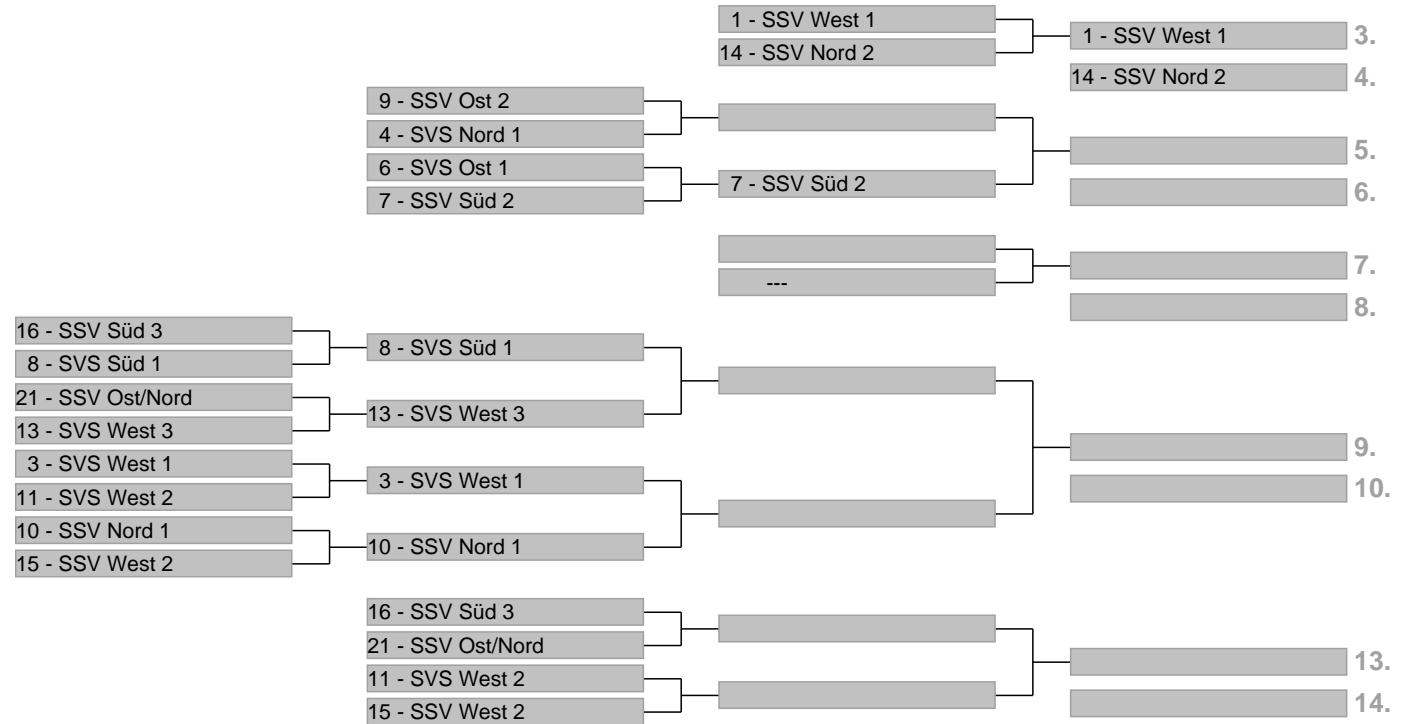 1 - SSV West 1
1 - SSV West 1 3.
14 - SSV Nord 2
14 - SSV Nord 2 4.
9 - SSV Ost 2
4 - SVS Nord 1
5.
6 - SVS Ost 1
7 - SSV Süd 2
7 - SSV Süd 2
6.
7.
---
8.
16 - SSV Süd 3
8 - SVS Süd 1
8 - SVS Süd 1
21 - SSV Ost/Nord
13 - SVS West 3
13 - SVS West 3
9.
3 - SVS West 1
3 - SVS West 1
10.
11 - SVS West 2
10 - SSV Nord 1
10 - SSV Nord 1
15 - SSV West 2
16 - SSV Süd 3
21 - SSV Ost/Nord
13.
11 - SVS West 2
14.
15 - SSV West 2